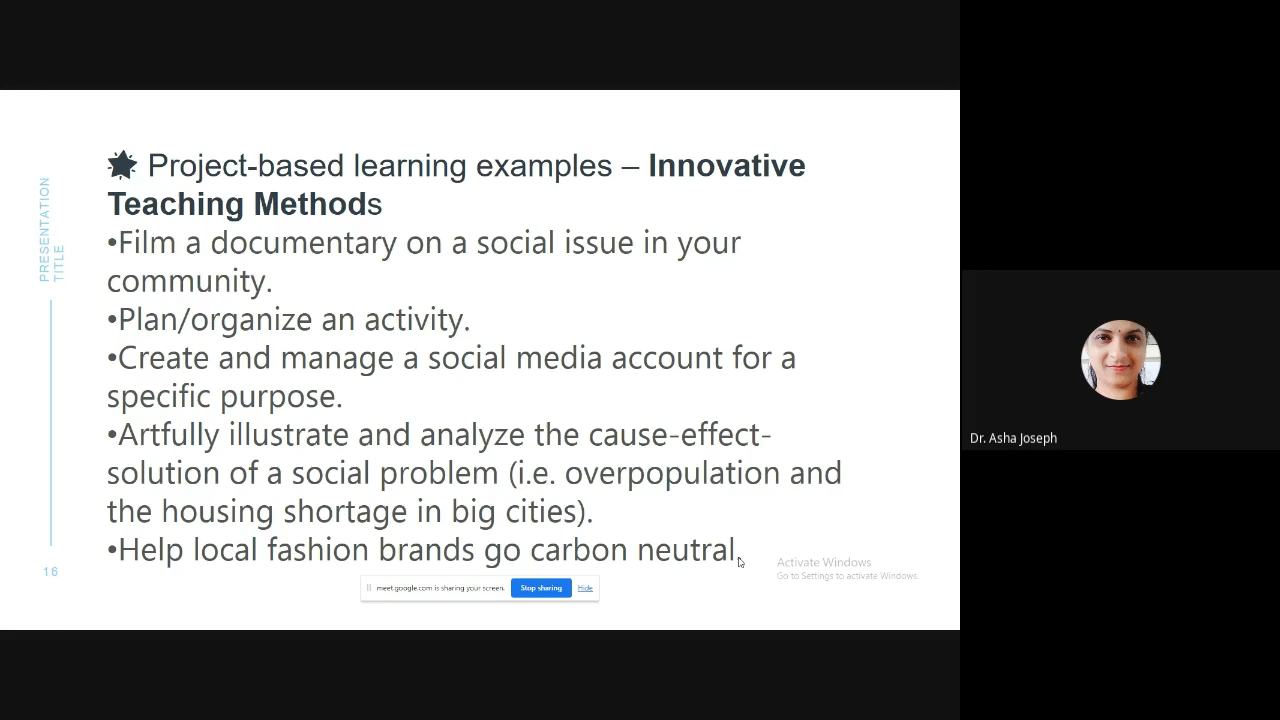 PRESENTATION
TITLE
Project-based learning examples – Innovative
Teaching Methods
•Film a documentary on a social issue in your
community.
•Plan/organize an activity.
•Create and manage a social media account for a
specific purpose.
•Artfully illustrate and analyze the cause-effect-
solution of a social problem (i.e. overpopulation and
the housing shortage in big cities).
•Help local fashion brands go carbon neutral.
16
Activate Windows
Go to Settings to activate Windows.
meet.google.com is sharing your screen.
Stop sharing
Hide
Dr. Asha Joseph